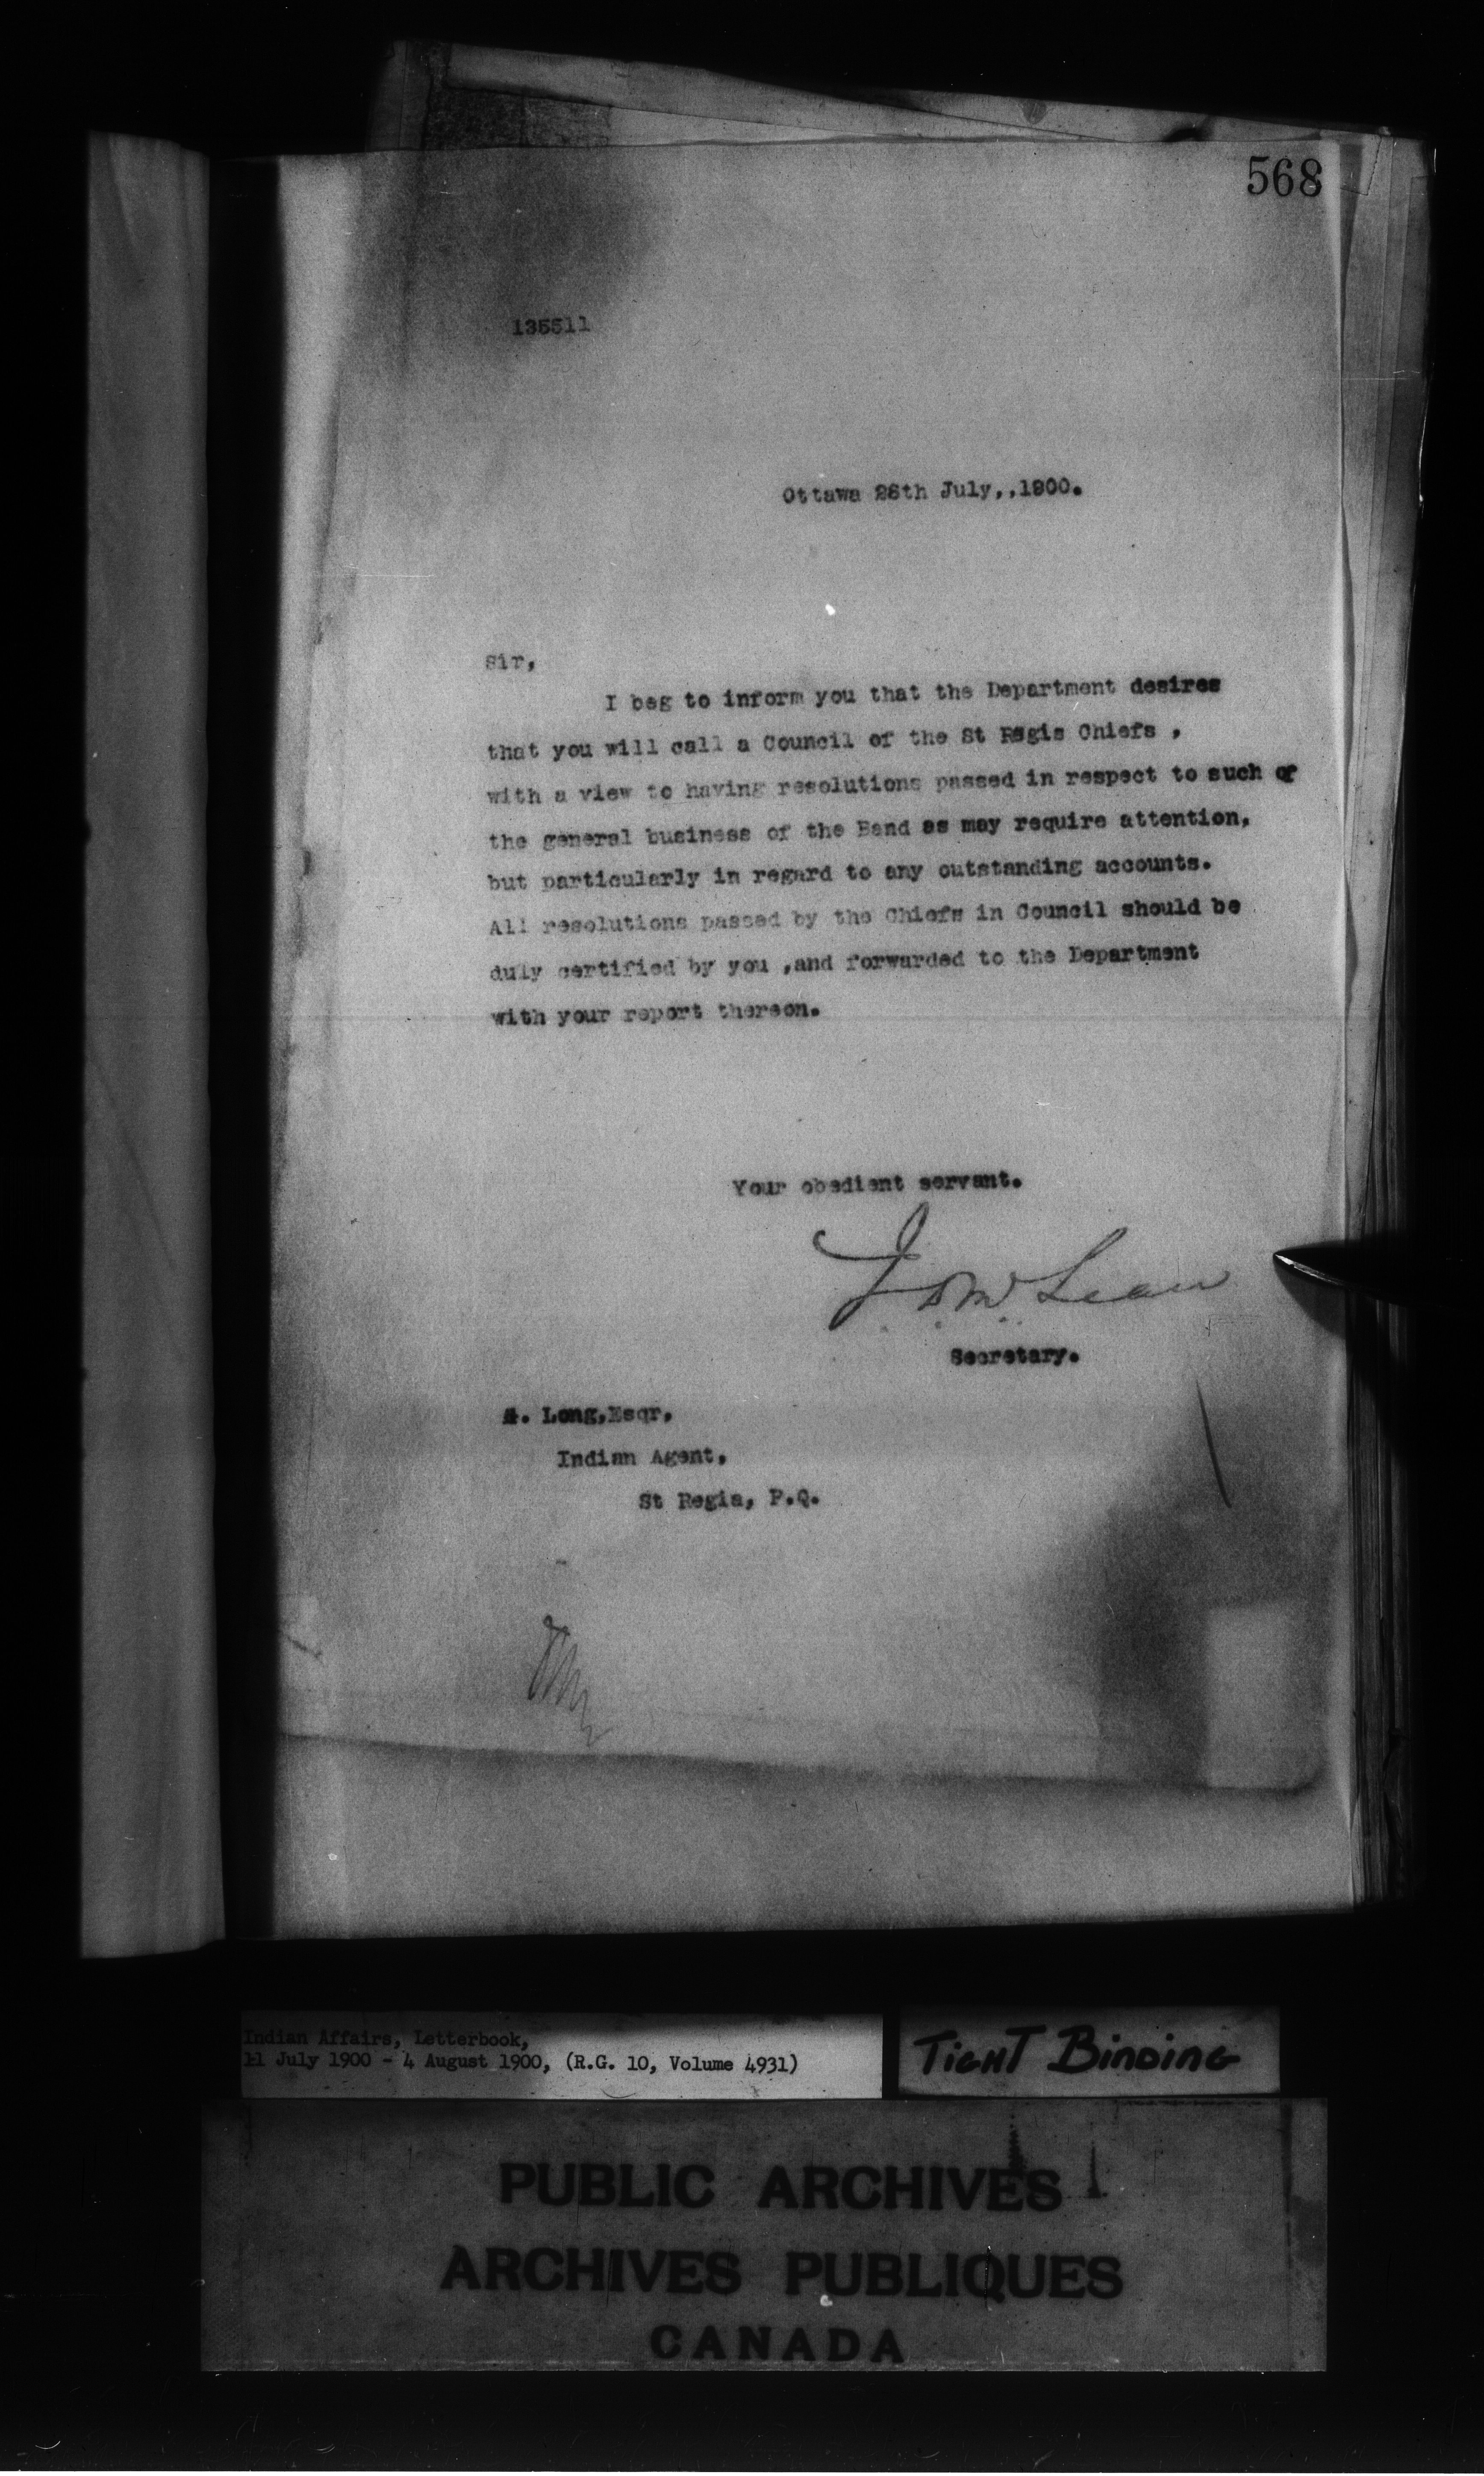 568
135511
Ottawa 28th July,,1900.
Sir,
I beg to inform you that the Department desires
that you will call a Council of the St Regis Chiefs ,
with a view to having resolutions passed in respect to such of
the general business of the Band as may require attention,
but particularly in regard to any outstanding accounts.
All resolutions passed by the Chiefs in Council should be
duly certified by you ,and forwarded to the Department
with your report thereon.
Your obedient servant.
J D McLean
Secretary.
Long,Esqr,
Indian Agent,
St Regis, P.Q.
Indian Affairs, Letterbook,
11 July 1900 - 4 August 1900, (R.G. 10, Volume 4931)
TIGHT BINDING
PUBLIC ARCHIVES
ARCHIVES PUBLIQUES
CANADA